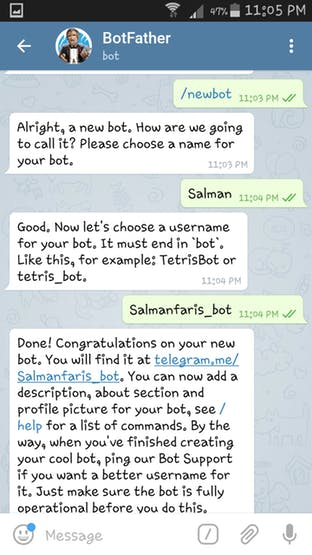 47% 11:05 PM
BotFather
bot
/newbot 11:03 PM
Alright, a new bot. How are we going
to call it? Please choose a name for
your bot.
11:03 PM
Salman 11:04 PM
Good. Now let's choose a username
for your bot. It must end in `bot`.
Like this, for example: TetrisBot or
tetris_bot.
11:04 PM
Salmanfaris_bot 11:04 PM
Done! Congratulations on your new
bot. You will find it at telegram.me/
Salmanfaris_bot. You can now add a
description, about section and
profile picture for your bot, see /
help for a list of commands. By the
way, when you've finished creating
your cool bot, ping our Bot Support
if you want a better username for
it. Just make sure the bot is fully
operational before you do this.
Message